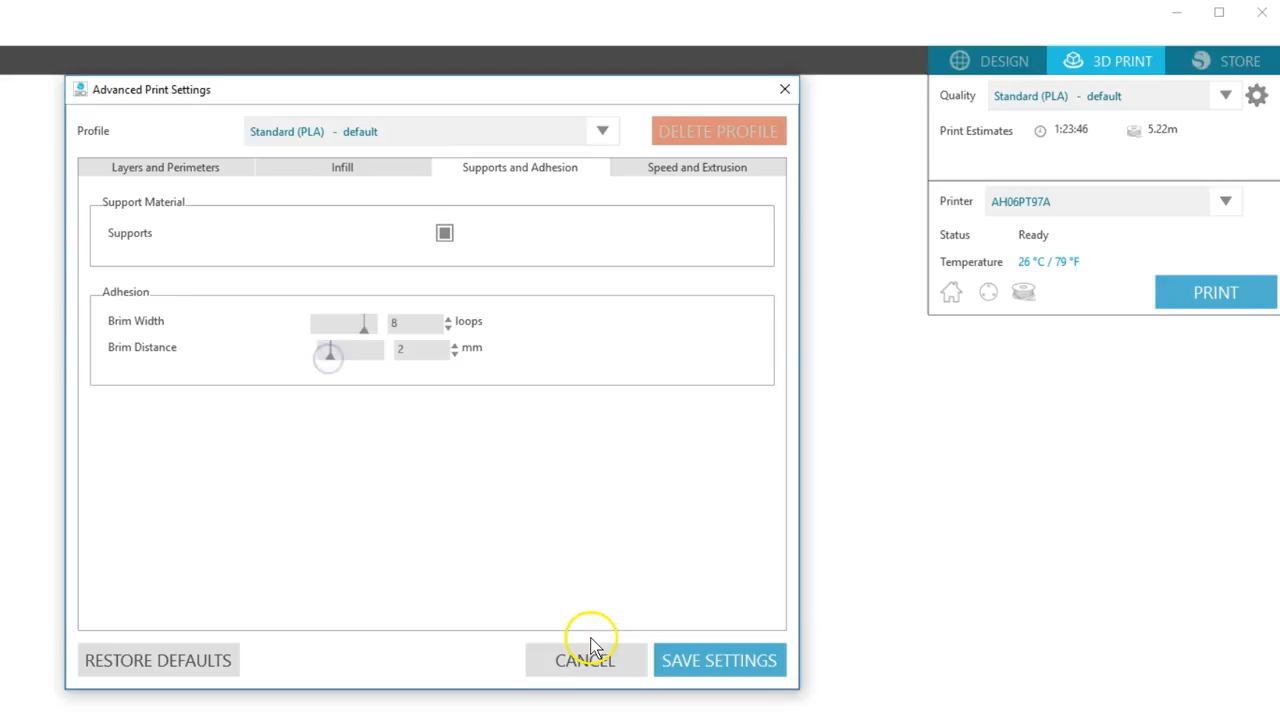 DESIGN 3D PRINT STORE
Advanced Print Settings
Quality Standard (PLA) - default
Print Estimates 1:23:46 5.22m
Profile Standard (PLA) - default DELETE PROFILE
Layers and Perimeters Infill Supports and Adhesion Speed and Extrusion
Support Material
Supports
Printer AH06PT97A
Status Ready
Temperature 26 °C / 79 °F
PRINT
Adhesion
Brim Width 8 loops
Brim Distance 2 mm
RESTORE DEFAULTS CANCEL SAVE SETTINGS